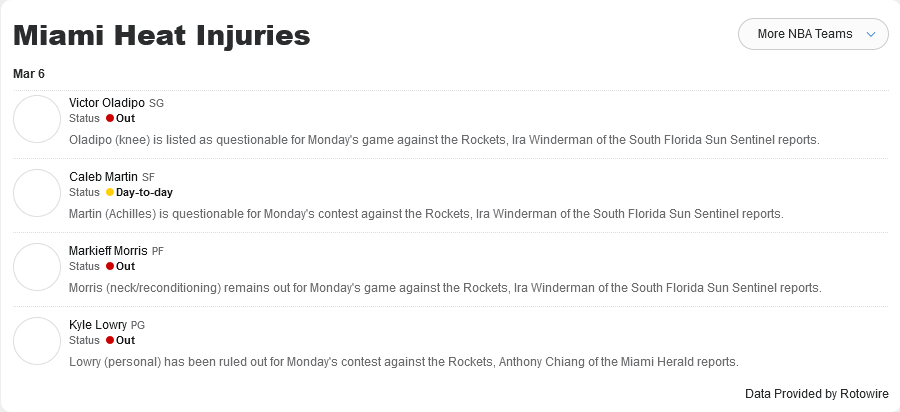 Miami Heat Injuries
More NBA Teams
Mar 6
Victor Oladipo SG
Status Out
Oladipo (knee) is listed as questionable for Monday's game against the Rockets, Ira Winderman of the South Florida Sun Sentinel reports.
Caleb Martin SF
Status Day-to-day
Martin (Achilles) is questionable for Monday's contest against the Rockets, Ira Winderman of the South Florida Sun Sentinel reports.
Markieff Morris PF
Status Out
Morris (neck/reconditioning) remains out for Monday's game against the Rockets, Ira Winderman of the South Florida Sun Sentinel reports.
Kyle Lowry PG
Status Out
Lowry (personal) has been ruled out for Monday's contest against the Rockets, Anthony Chiang of the Miami Herald reports.
Data Provided by Rotowire